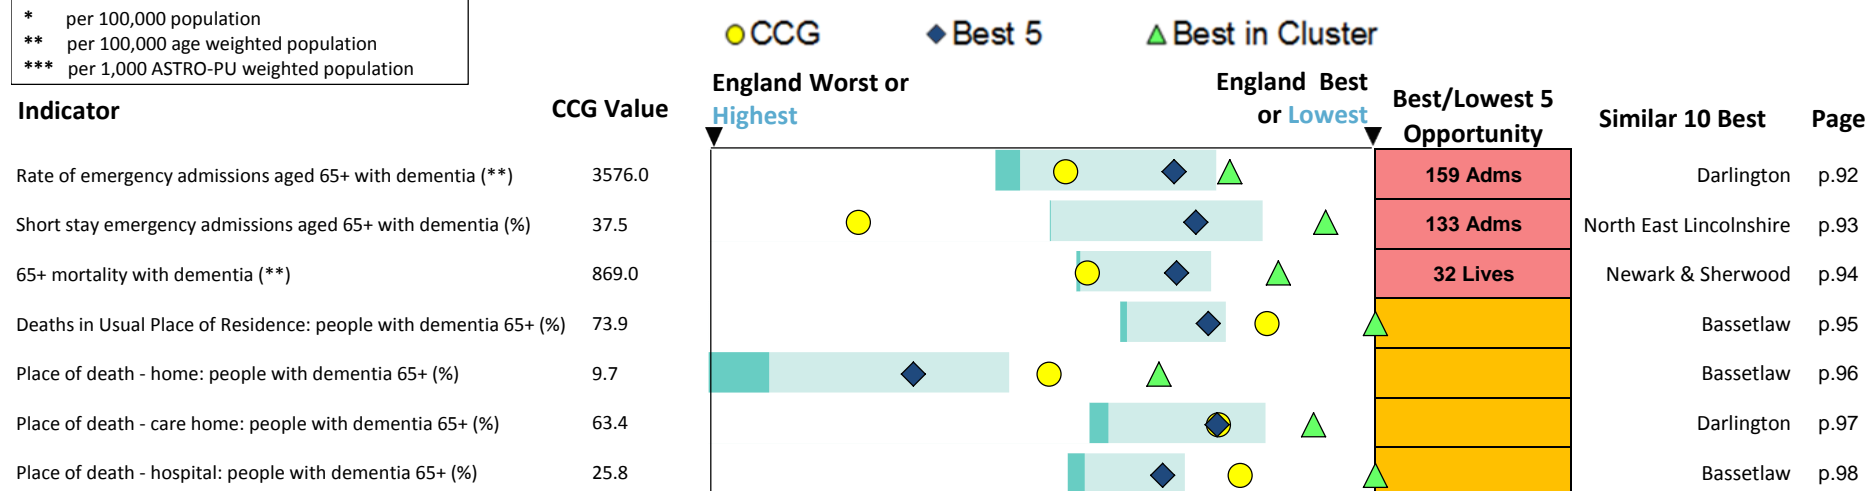 * per 100,000 population
** per 100,000 age weighted population
*** per 1,000 ASTRO-PU weighted population
CCG Best 5 Best in Cluster
Indicator CCG Value England Worst or Highest England Best or Lowest Best/Lowest 5 Opportunity Similar 10 Best Page
Rate of emergency admissions aged 65+ with dementia (**) 3576.0 159 Adms Darlington p.92
Short stay emergency admissions aged 65+ with dementia (%) 37.5 133 Adms North East Lincolnshire p.93
65+ mortality with dementia (**) 869.0 32 Lives Newark & Sherwood p.94
Deaths in Usual Place of Residence: people with dementia 65+ (%) 73.9 Bassetlaw p.95
Place of death - home: people with dementia 65+ (%) 9.7 Bassetlaw p.96
Place of death - care home: people with dementia 65+ (%) 63.4 Darlington p.97
Place of death - hospital: people with dementia 65+ (%) 25.8 Bassetlaw p.98